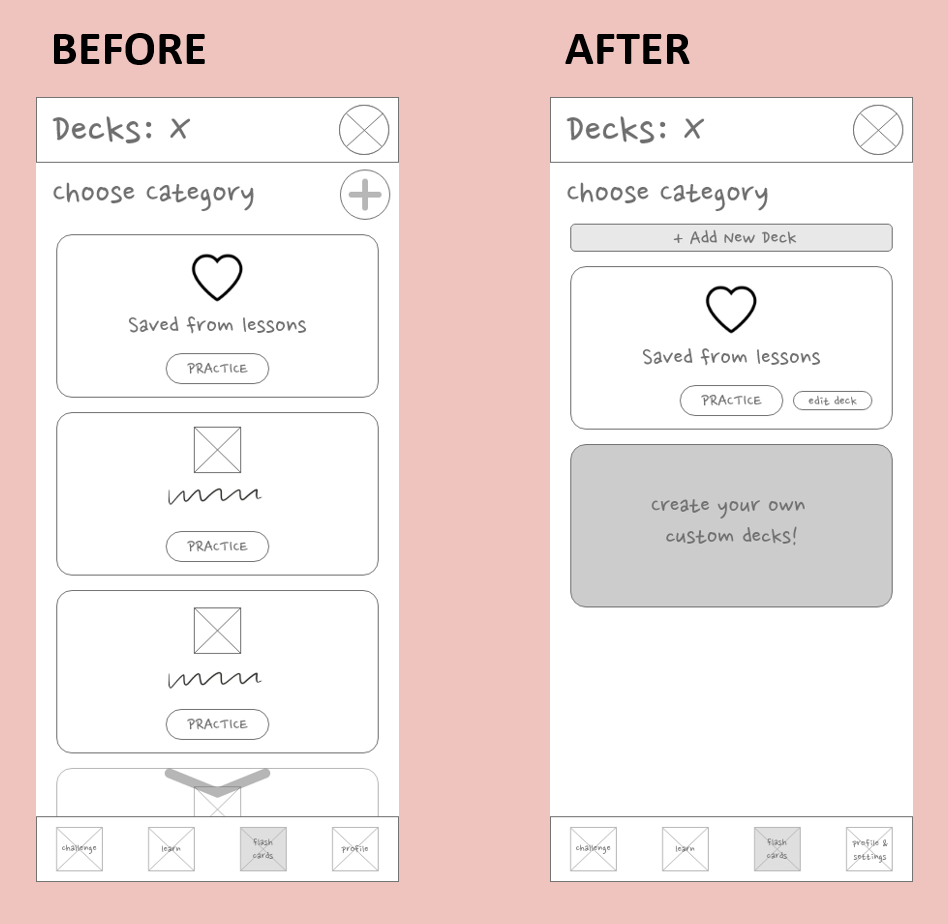 BEFORE
Decks: X
Choose Category
Saved from lessons
PRACTICE
PRACTICE
PRACTICE
challenge
learn
flash
cards
profile
AFTER
Decks: X
Choose Category
+ Add New Deck
Saved from lessons
PRACTICE
edit deck
create your own
custom decks!
challenge
learn
flash
cards
profile &
settings